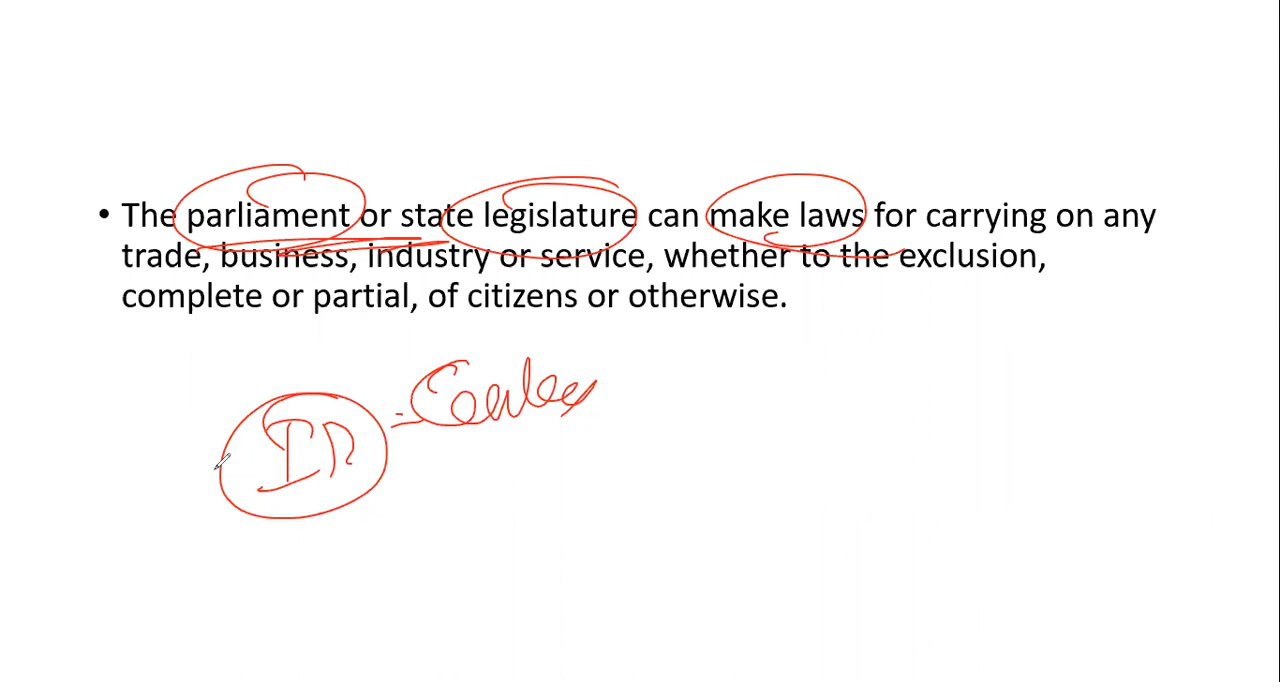 • The parliament or state legislature can make laws for carrying on any
trade, business, industry or service, whether to the exclusion,
complete or partial, of citizens or otherwise.